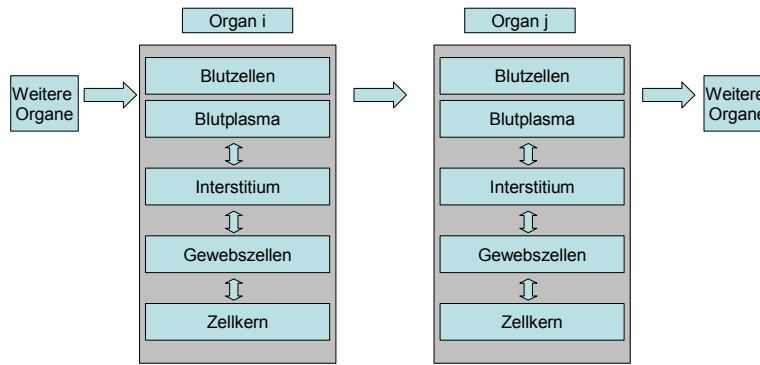 Organ i
Organ j
Weitere
Organe
Blutzellen
Blutplasma
Interstitium
Gewebszellen
Zellkern
Blutzellen
Blutplasma
Interstitium
Gewebszellen
Zellkern
Weitere
Organe